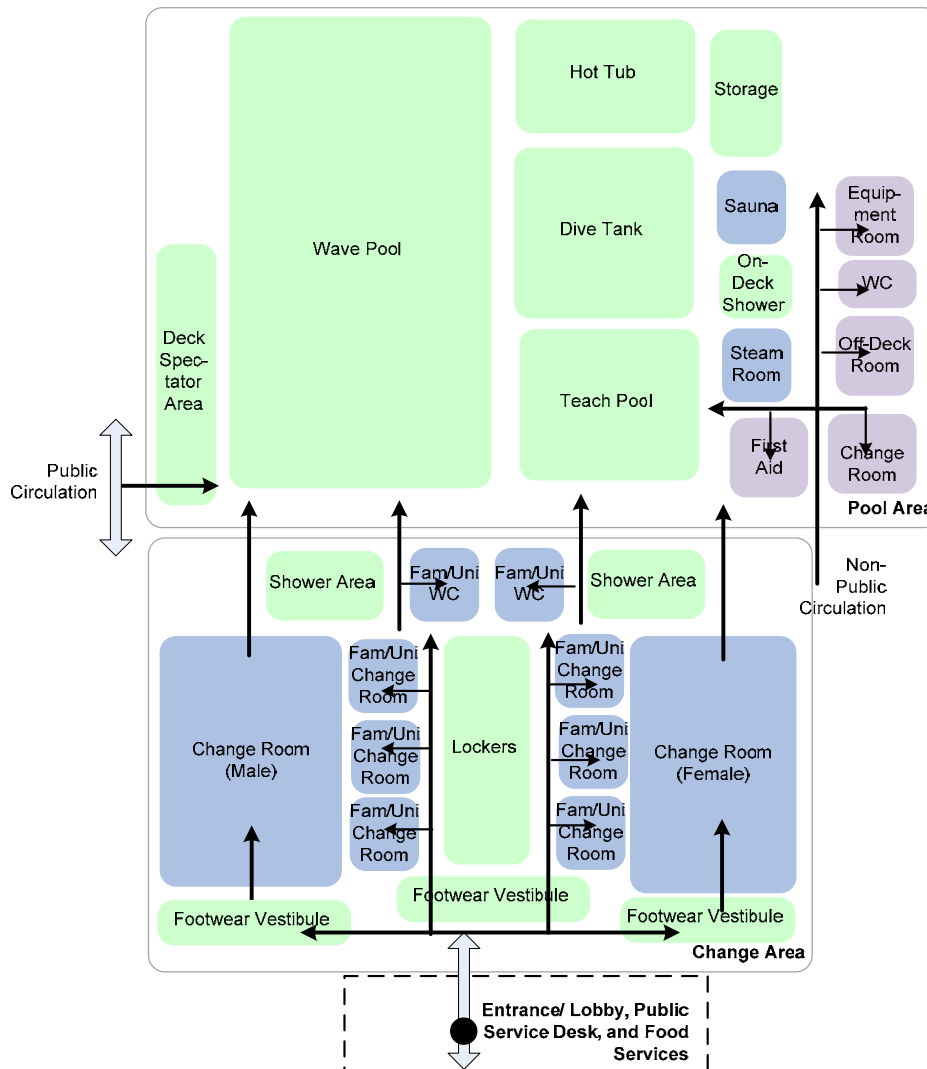 Hot Tub
Storage
Wave Pool
Dive Tank
Sauna
Equip-
ment
Room
On-
Deck
Shower
WC
Deck
Spec-
tator
Area
Steam
Room
Off-Deck
Room
Teach Pool
First
Aid
Change
Room
Public
Circulation
Pool Area
Non-
Public
Circulation
Shower Area
Fam/Uni
WC
Fam/Uni
WC
Shower Area
Fam/Uni
Change
Room
Fam/Uni
Change
Room
Change Room
(Male)
Fam/Uni
Change
Room
Lockers
Fam/Uni
Change
Room
Change Room
(Female)
Fam/Uni
Change
Room
Fam/Uni
Change
Room
Footwear Vestibule
Footwear Vestibule
Footwear Vestibule
Change Area
Entrance/ Lobby, Public
Service Desk, and Food
Services